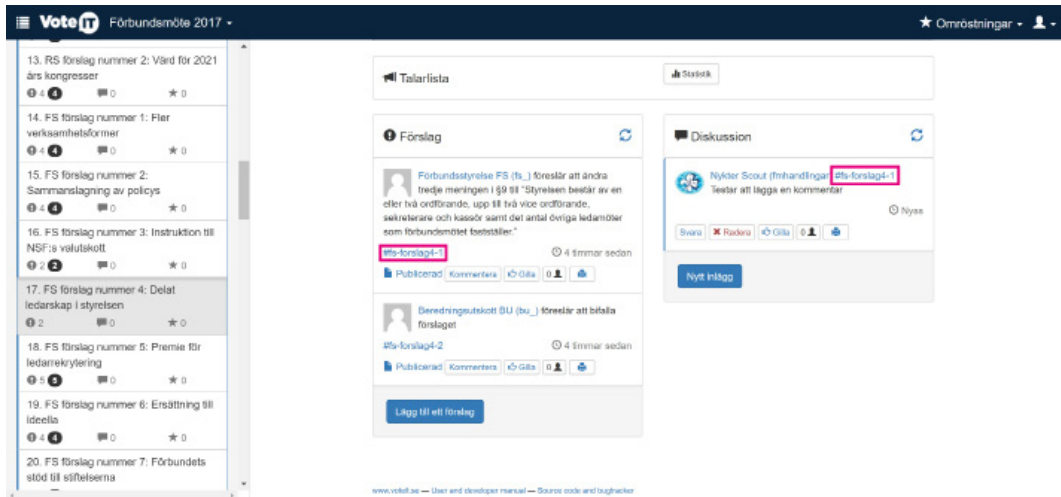 VoteIT Förbundsmöte 2017
Omröstningar
13. RS förslag nummer 2: Värd för 2021
års kongresser
4 4 0 0
14. FS förslag nummer 1: Fler
verksamhetsformer
4 4 0 0
15. FS förslag nummer 2:
Sammanslagning av policys
4 4 0 0
16. FS förslag nummer 3: Instruktion till
NSF:s valutskott
2 2 0 0
17. FS förslag nummer 4: Delat
ledarskap i styrelsen
2 0 0
18. FS förslag nummer 5: Premie för
ledarrekrytering
5 5 0 0
19. FS förslag nummer 6: Ersättning till
ideella
4 4 0 0
20. FS förslag nummer 7: Förbundets
stöd till stiftelserna
Talarlista
Statistik
Förslag
Förbundsstyrelse FS (fs_) föreslår att ändra
tredje meningen i §9 till "Styrelsen består av en
eller två ordförande, upp till två vice ordförande,
sekreterare och kassör samt det antal övriga ledamöter
som förbundsmötet fastställer."
#fs-forslag4-1 4 timmar sedan
Publicerad Kommentera Gilla 0
Beredningsutskott BU (bu_) föreslår att bifalla
förslaget
#fs-forslag4-2 4 timmar sedan
Publicerad Kommentera Gilla 0
Lägg till ett förslag
Diskussion
Nykter Scout (fmhandlingar) #fs-forslag4-1
Testar att lägga en kommentar
Nyss
Svara Radera Gilla 0
Nytt inlägg
www.voteit.se — User and developer manual — Source code and bugtracker